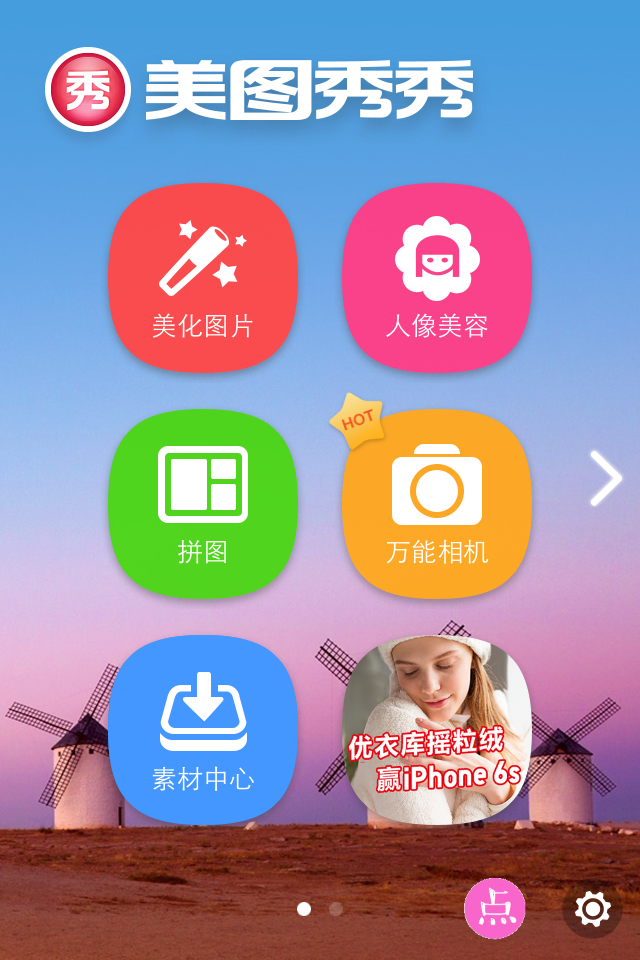 秀 美图秀秀
美化图片
人像美容
HOT
拼图
万能相机
素材中心
优衣库摇粒绒
赢iPhone 6s
点